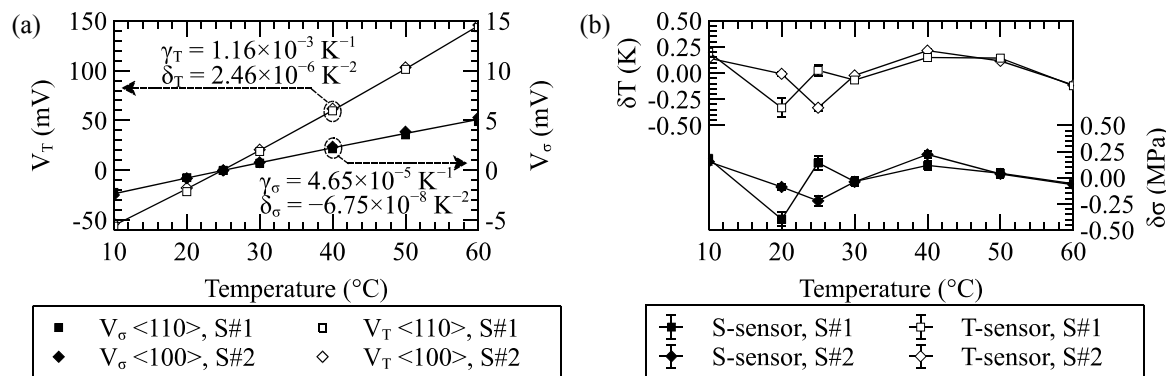 (a)
150
100
50
0
-50
V_T (mV)
γ_T = 1.16×10⁻³ K⁻¹
δ_T = 2.46×10⁻⁶ K⁻²
γ_σ = 4.65×10⁻⁵ K⁻¹
δ_σ = −6.75×10⁻⁸ K⁻²
15
10
5
0
-5
V_σ (mV)
10 20 30 40 50 60
Temperature (°C)
V_σ <110>, S#1 V_T <110>, S#1
V_σ <100>, S#2 V_T <100>, S#2
(b)
0.50
0.25
0.00
-0.25
-0.50
δT (K)
0.50
0.25
0.00
-0.25
-0.50
δσ (MPa)
10 20 30 40 50 60
Temperature (°C)
S-sensor, S#1 T-sensor, S#1
S-sensor, S#2 T-sensor, S#2